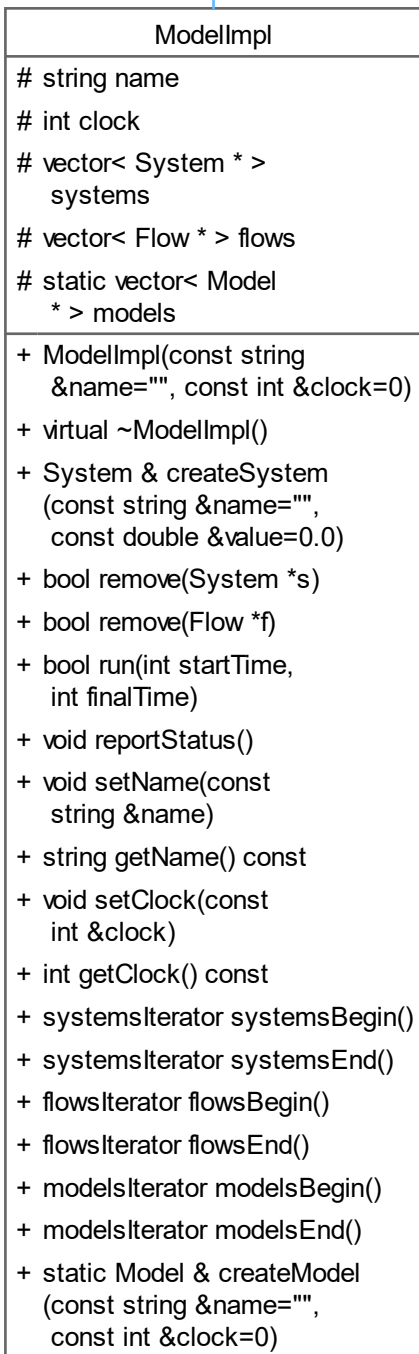 ModelImpl
# string name
# int clock
# vector< System * >
systems
# vector< Flow * > flows
# static vector< Model
* > models
+ ModelImpl(const string
&name="", const int &clock=0)
+ virtual ~ModelImpl()
+ System & createSystem
(const string &name="",
const double &value=0.0)
+ bool remove(System *s)
+ bool remove(Flow *f)
+ bool run(int startTime,
int finalTime)
+ void reportStatus()
+ void setName(const
string &name)
+ string getName() const
+ void setClock(const
int &clock)
+ int getClock() const
+ systemsIterator systemsBegin()
+ systemsIterator systemsEnd()
+ flowsIterator flowsBegin()
+ flowsIterator flowsEnd()
+ modelsIterator modelsBegin()
+ modelsIterator modelsEnd()
+ static Model & createModel
(const string &name="",
const int &clock=0)